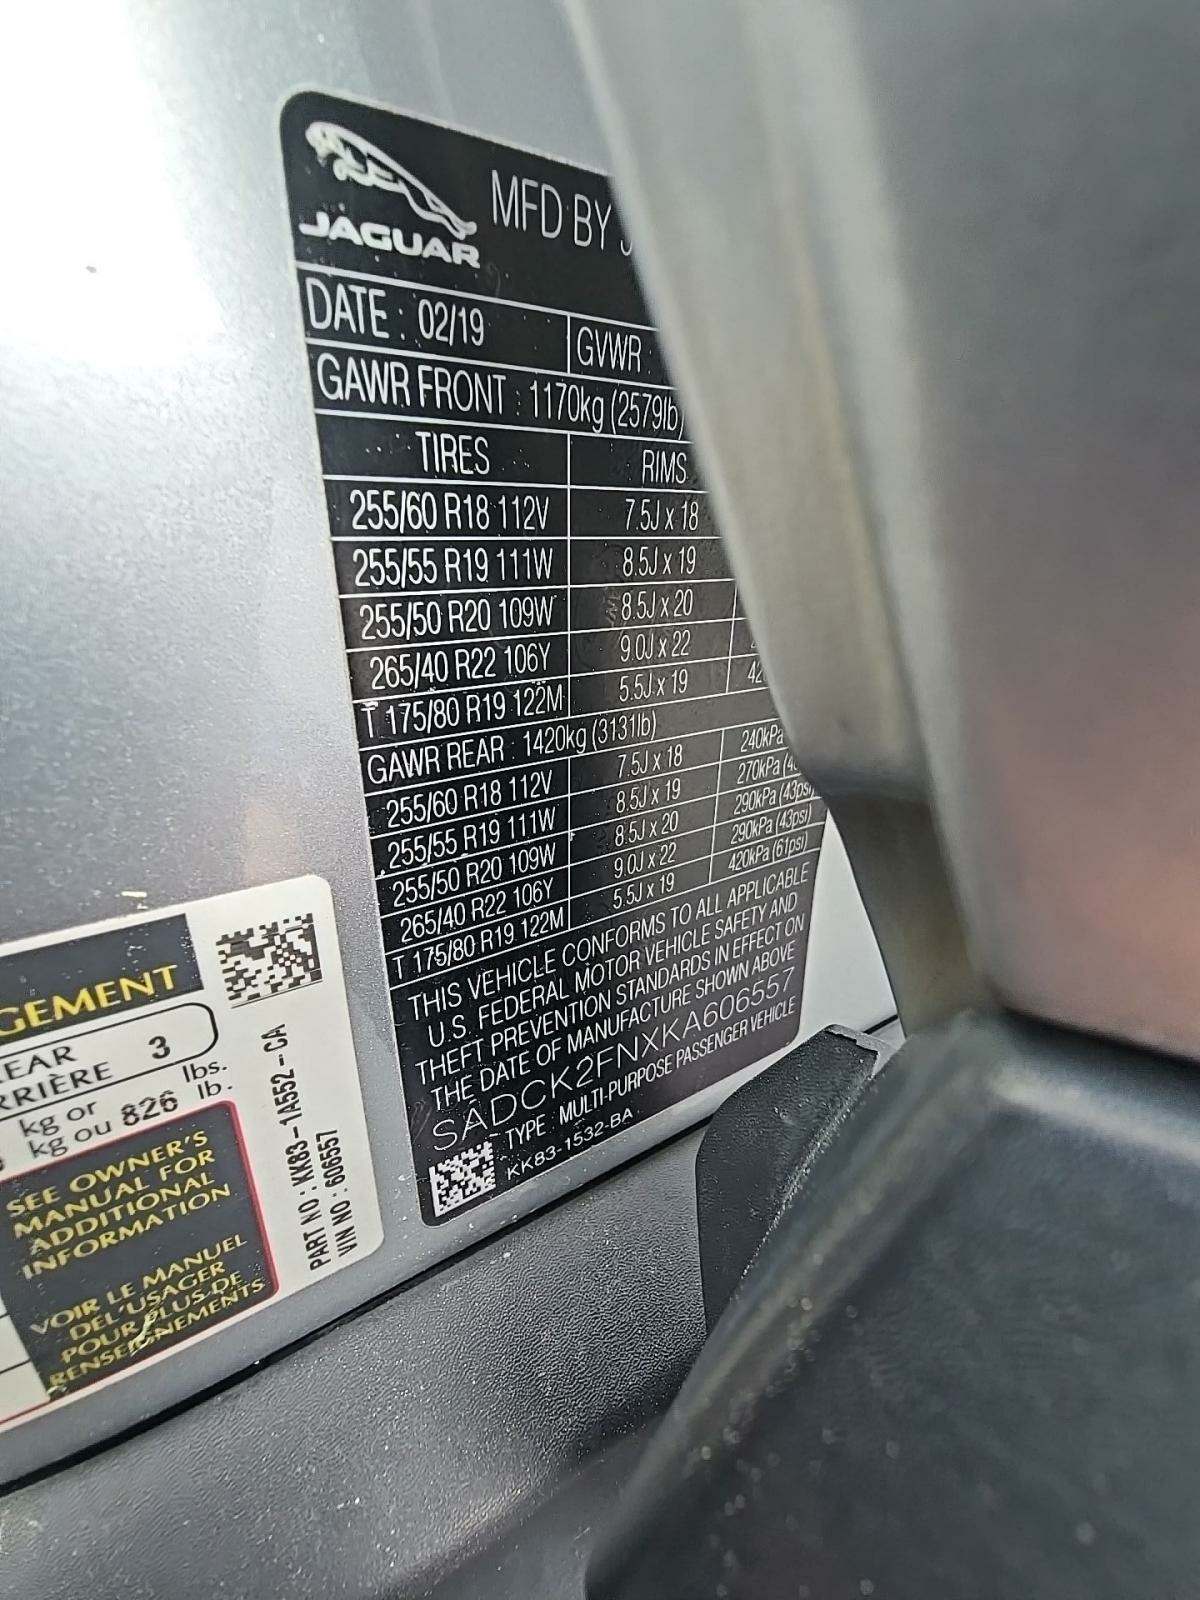 JAGUAR
MFD BY J
DATE : 02/19
GVWR :
GAWR FRONT : 1170kg (2579lb)
TIRES RIMS
255/60 R18 112V 7.5J x 18
255/55 R19 111W 8.5J x 19
255/50 R20 109W 8.5J x 20
265/40 R22 106Y 9.0J x 22
T 175/80 R19 122M 5.5J x 19 42
GAWR REAR : 1420kg (3131lb)
255/60 R18 112V 7.5J x 18 240kPa
255/55 R19 111W 8.5J x 19 270kPa
255/50 R20 109W 8.5J x 20 290kPa (43psi)
265/40 R22 106Y 9.0J x 22 290kPa (43psi)
T 175/80 R19 122M 5.5J x 19 420kPa (61psi)
THIS VEHICLE CONFORMS TO ALL APPLICABLE
U.S. FEDERAL MOTOR VEHICLE SAFETY AND
THEFT PREVENTION STANDARDS IN EFFECT ON
THE DATE OF MANUFACTURE SHOWN ABOVE
SADCK2FNXKA606557
TYPE : MULTI-PURPOSE PASSENGER VEHICLE
KK83-1532-BA
GEMENT
REAR
RRIÈRE 3
kg or lbs.
kg ou 826 lb.
SEE OWNER'S
MANUAL FOR
ADDITIONAL
INFORMATION
VOIR LE MANUEL
DEL'USAGER
POUR PLUS DE
RENSEIGNEMENTS
PART NO : KK83-1A552-CA
VIN NO : 606557